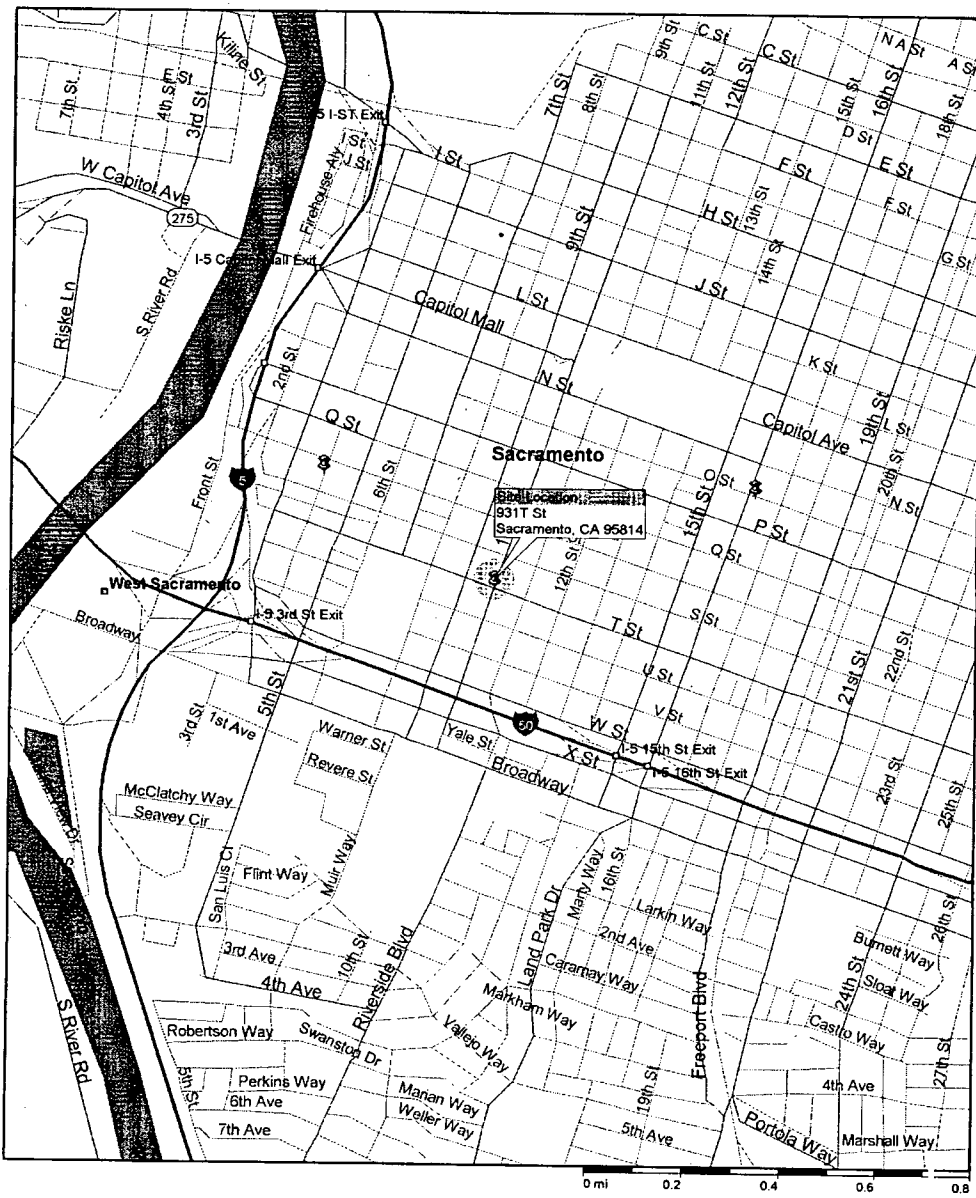 Kiline St
C St
9th St
N A St
A St
E St
7th St
4th St
3rd St
7th St
8th St
11th St
12th St
C St
15th St
16th St
18th St
D St
I-ST Exit
I St
St
J St
W Capitol Ave
Firehouse Aly
F St
E St
F St
275
9th St
H St
13th St
14th St
G St
Riske Ln
S River Rd
L St
Capitol Mall
J St
2nd St
N St
K St
Q St
Capitol Ave
19th St
L St
Sacramento
Front St
5
6th St
O St
15th St
20th St
N St
Site Location:
931T St
Sacramento, CA 95814
P St
Q St
12th St
West Sacramento
I-5 3rd St Exit
Broadway
S St
T St
U St
22nd St
21st St
V St
3rd St
5th St
1st Ave
Warner St
Yale St
50
W St
X St
I-5 15th St Exit
I-5 16th St Exit
Revere St
Broadway
23rd St
25th St
McClatchy Way
Seavey Cir
San Luis Ct
Flint Way
Muir Way
Land Park Dr
Marty Way
16th St
Larkin Way
2nd Ave
26th St
3rd Ave
10th St
Riverside Blvd
Caramay Way
Burnett Way
Sloat Way
4th Ave
Markham Way
Freeport Blvd
24th St
Castro Way
S River Rd
Robertson Way
Swanston Dr
Vallejo Way
27th St
5th St
Perkins Way
6th Ave
7th Ave
Marian Way
Weller Way
19th St
5th Ave
4th Ave
Portola Way
Marshall Way
0 mi
0.2
0.4
0.6
0.8